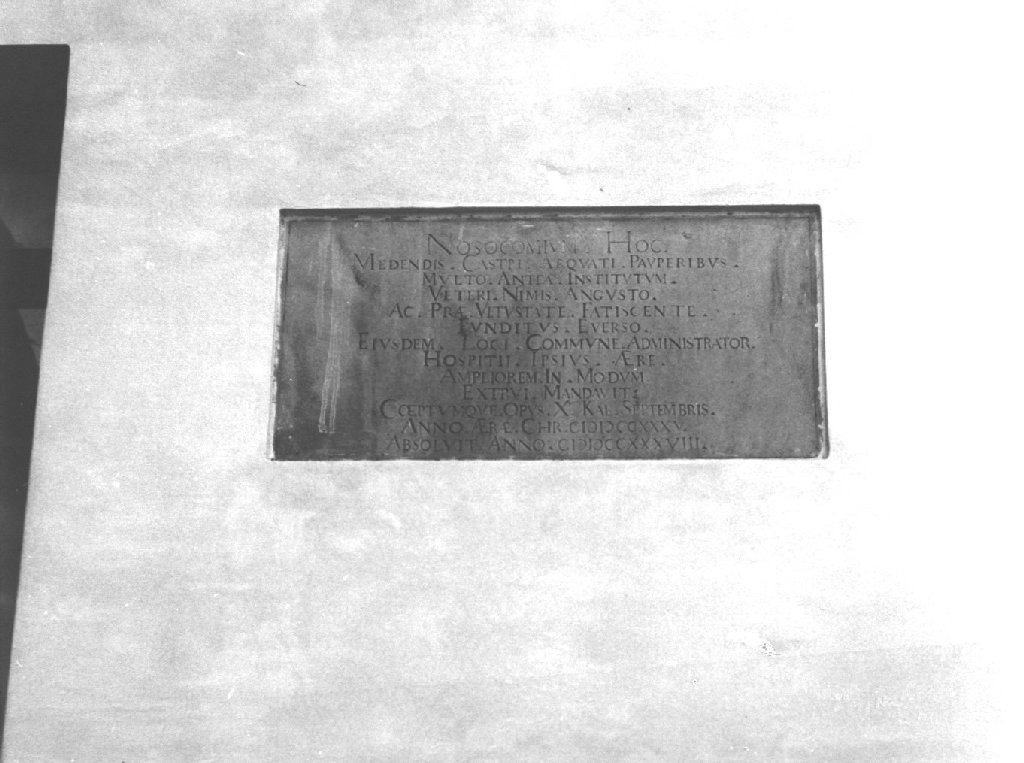 NOSOCOMIVM HOC.
MEDENDIS. CASTRI. ARQVATI. PAVPERIBVS.
MVLTO. ANTEA. INSTITVTVM.
VETERI. NIMIS. ANGVSTO.
AC. PRÆ. VETVSTATE. FATISCENTE.
FVNDITVS. EVERSO.
EIVSDEM. LOCI. COMMVNE. ADMINISTRATOR.
HOSPITII. IPSIVS. ÆRE.
AMPLIOREM. IN. MODVM
EXTRVI. MANDAVIT.
CCEPTVMQVE. OPVS. X. KAL. SEPTEMBRIS.
ANNO. ÆRÆ. CHR. CIƆIƆCCXXXV.
ABSOLVIT. ANNO. CIƆIƆCCXXXVIII.